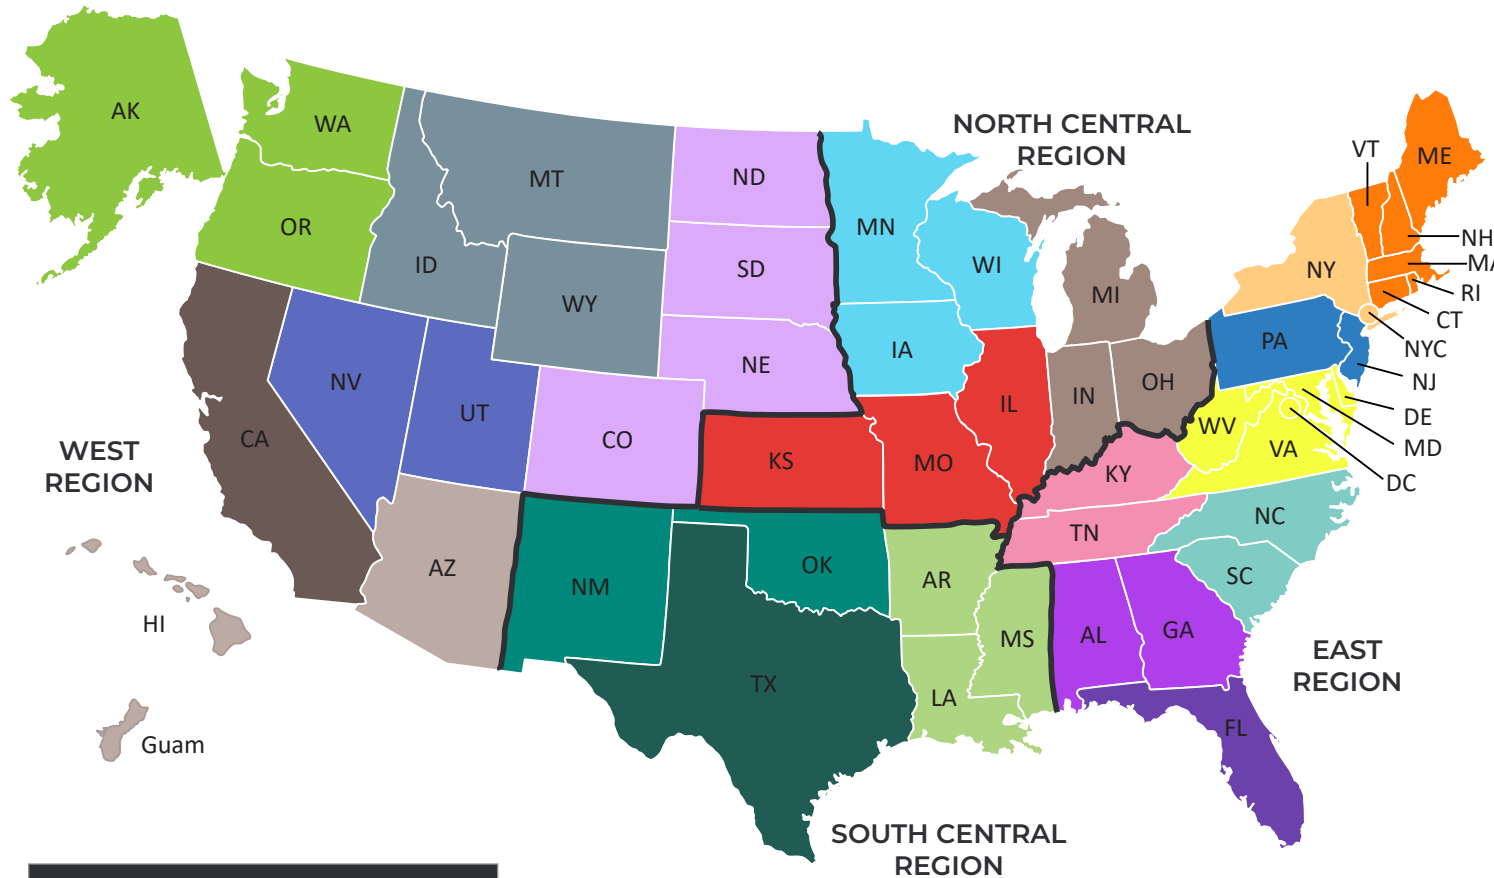 AK
WA
OR
MT
ID
WY
ND
SD
NE
MN
WI
IA
NORTH CENTRAL
REGION
MI
VT
ME
NH
NY
RI
CT
NYC
PA
NJ
DE
MD
DC
CA
NV
UT
CO
KS
MO
IL
IN
OH
WV
VA
KY
WEST
REGION
AZ
NM
OK
TX
AR
LA
MS
TN
NC
SC
AL
GA
FL
HI
Guam
EAST
REGION
SOUTH CENTRAL
REGION